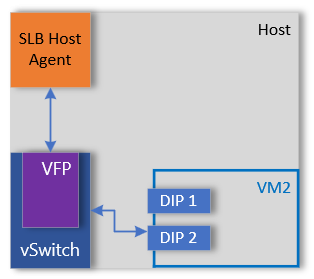 SLB Host
Agent
Host
VFP
vSwitch
VM2
DIP 1
DIP 2